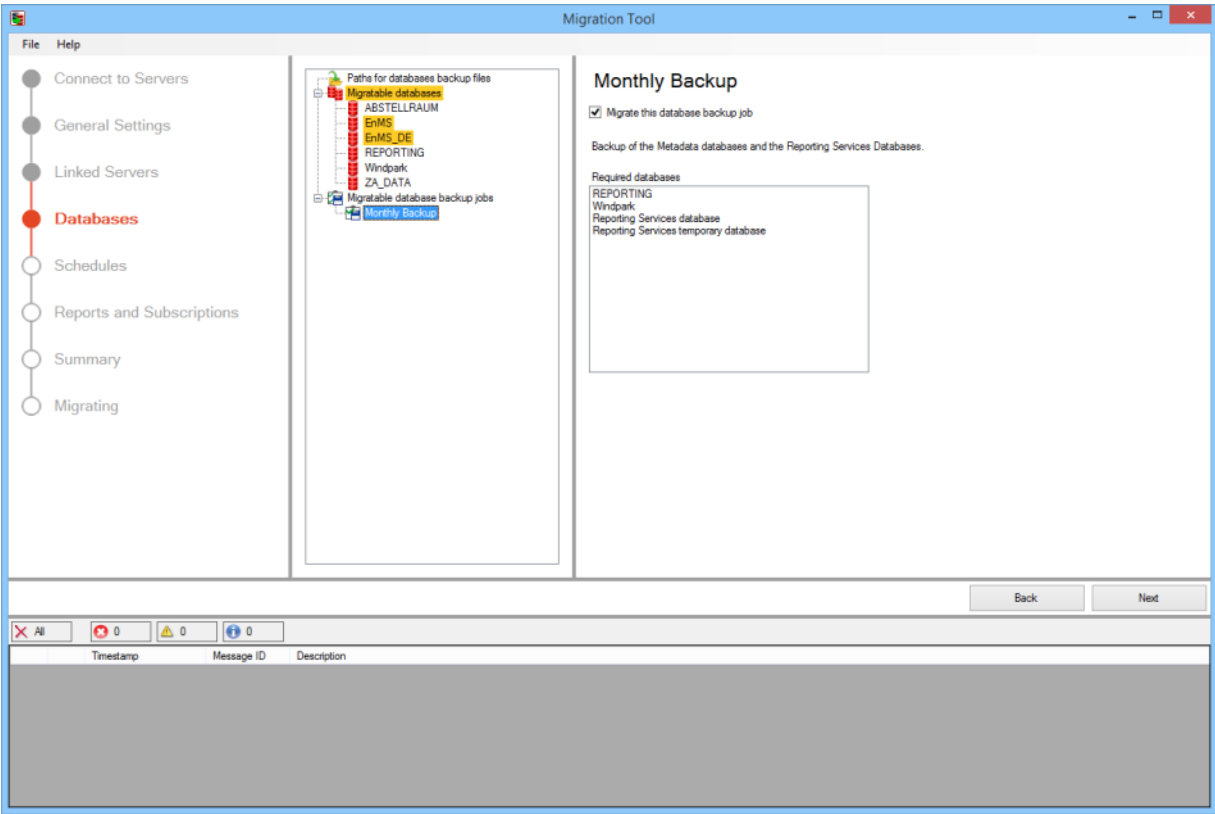 Migration Tool
File Help
Connect to Servers
General Settings
Linked Servers
Databases
Schedules
Reports and Subscriptions
Summary
Migrating
Paths for databases backup files
Migratable databases
ABSTELLRAUM
EnMS
EnMS_DE
REPORTING
Windpark
ZA_DATA
Migratable database backup jobs
Monthly Backup
Monthly Backup
Migrate this database backup job
Backup of the Metadata databases and the Reporting Services Databases.
Required databases
REPORTING
Windpark
Reporting Services database
Reporting Services temporary database
Back Next
All 0 0 0
Timestamp Message ID Description